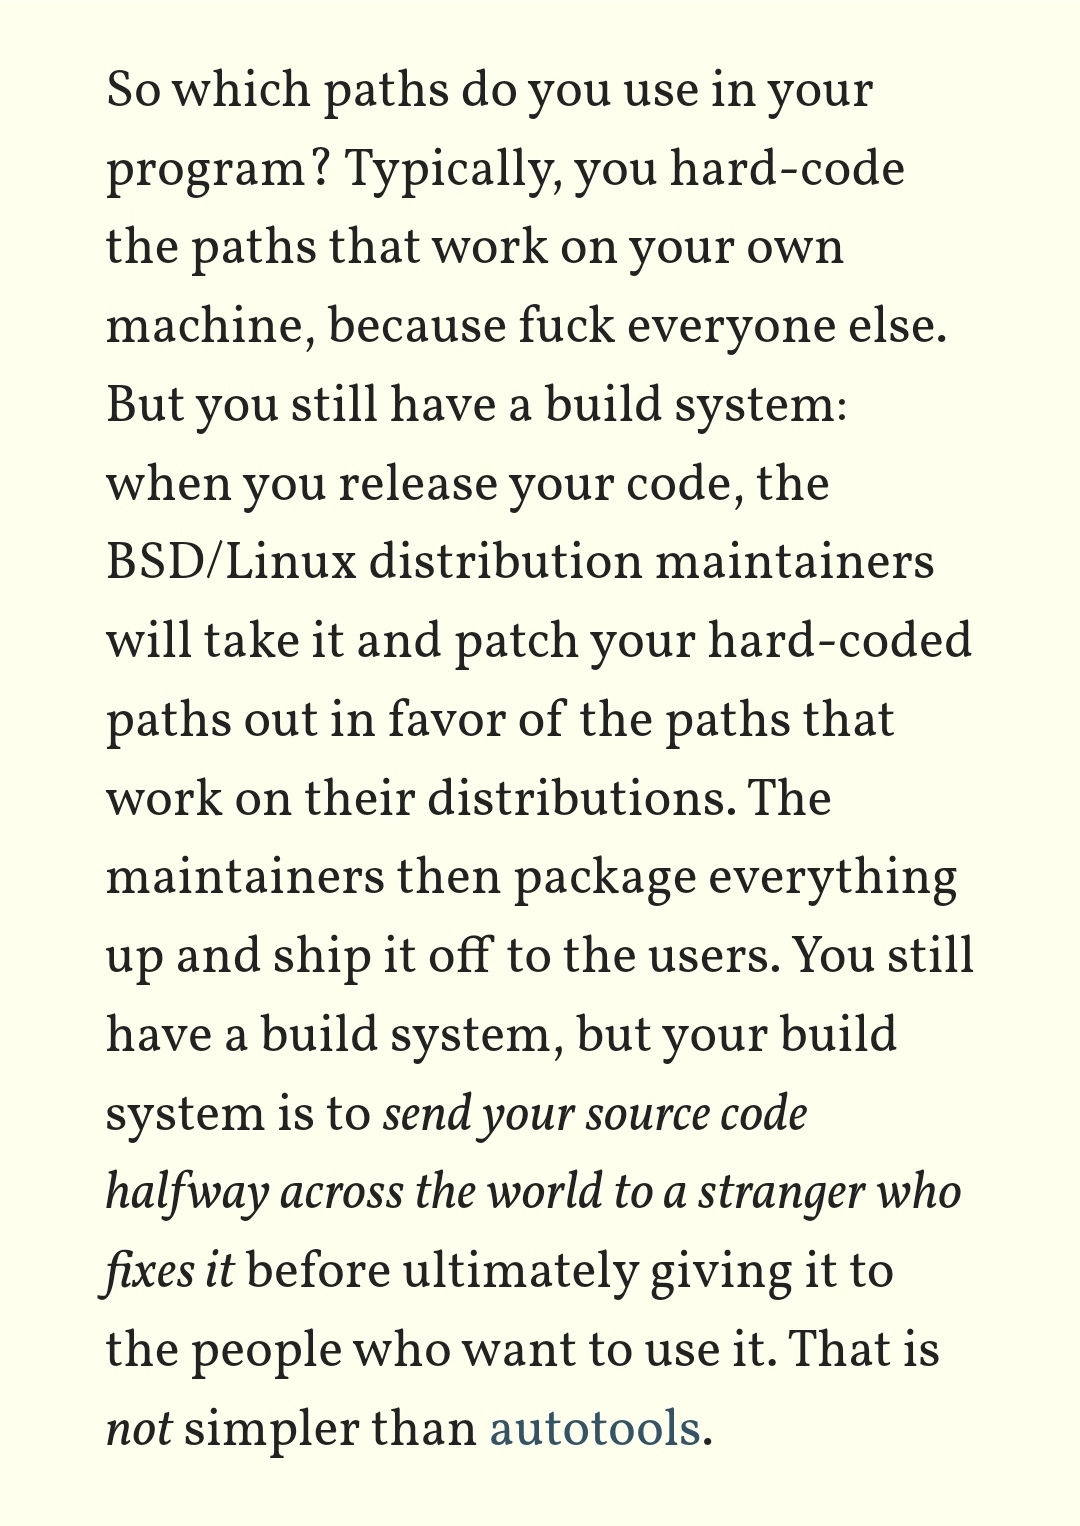 So which paths do you use in your
program? Typically, you hard-code
the paths that work on your own
machine, because fuck everyone else.
But you still have a build system:
when you release your code, the
BSD/Linux distribution maintainers
will take it and patch your hard-coded
paths out in favor of the paths that
work on their distributions. The
maintainers then package everything
up and ship it off to the users. You still
have a build system, but your build
system is to send your source code
halfway across the world to a stranger who
fixes it before ultimately giving it to
the people who want to use it. That is
not simpler than autotools.